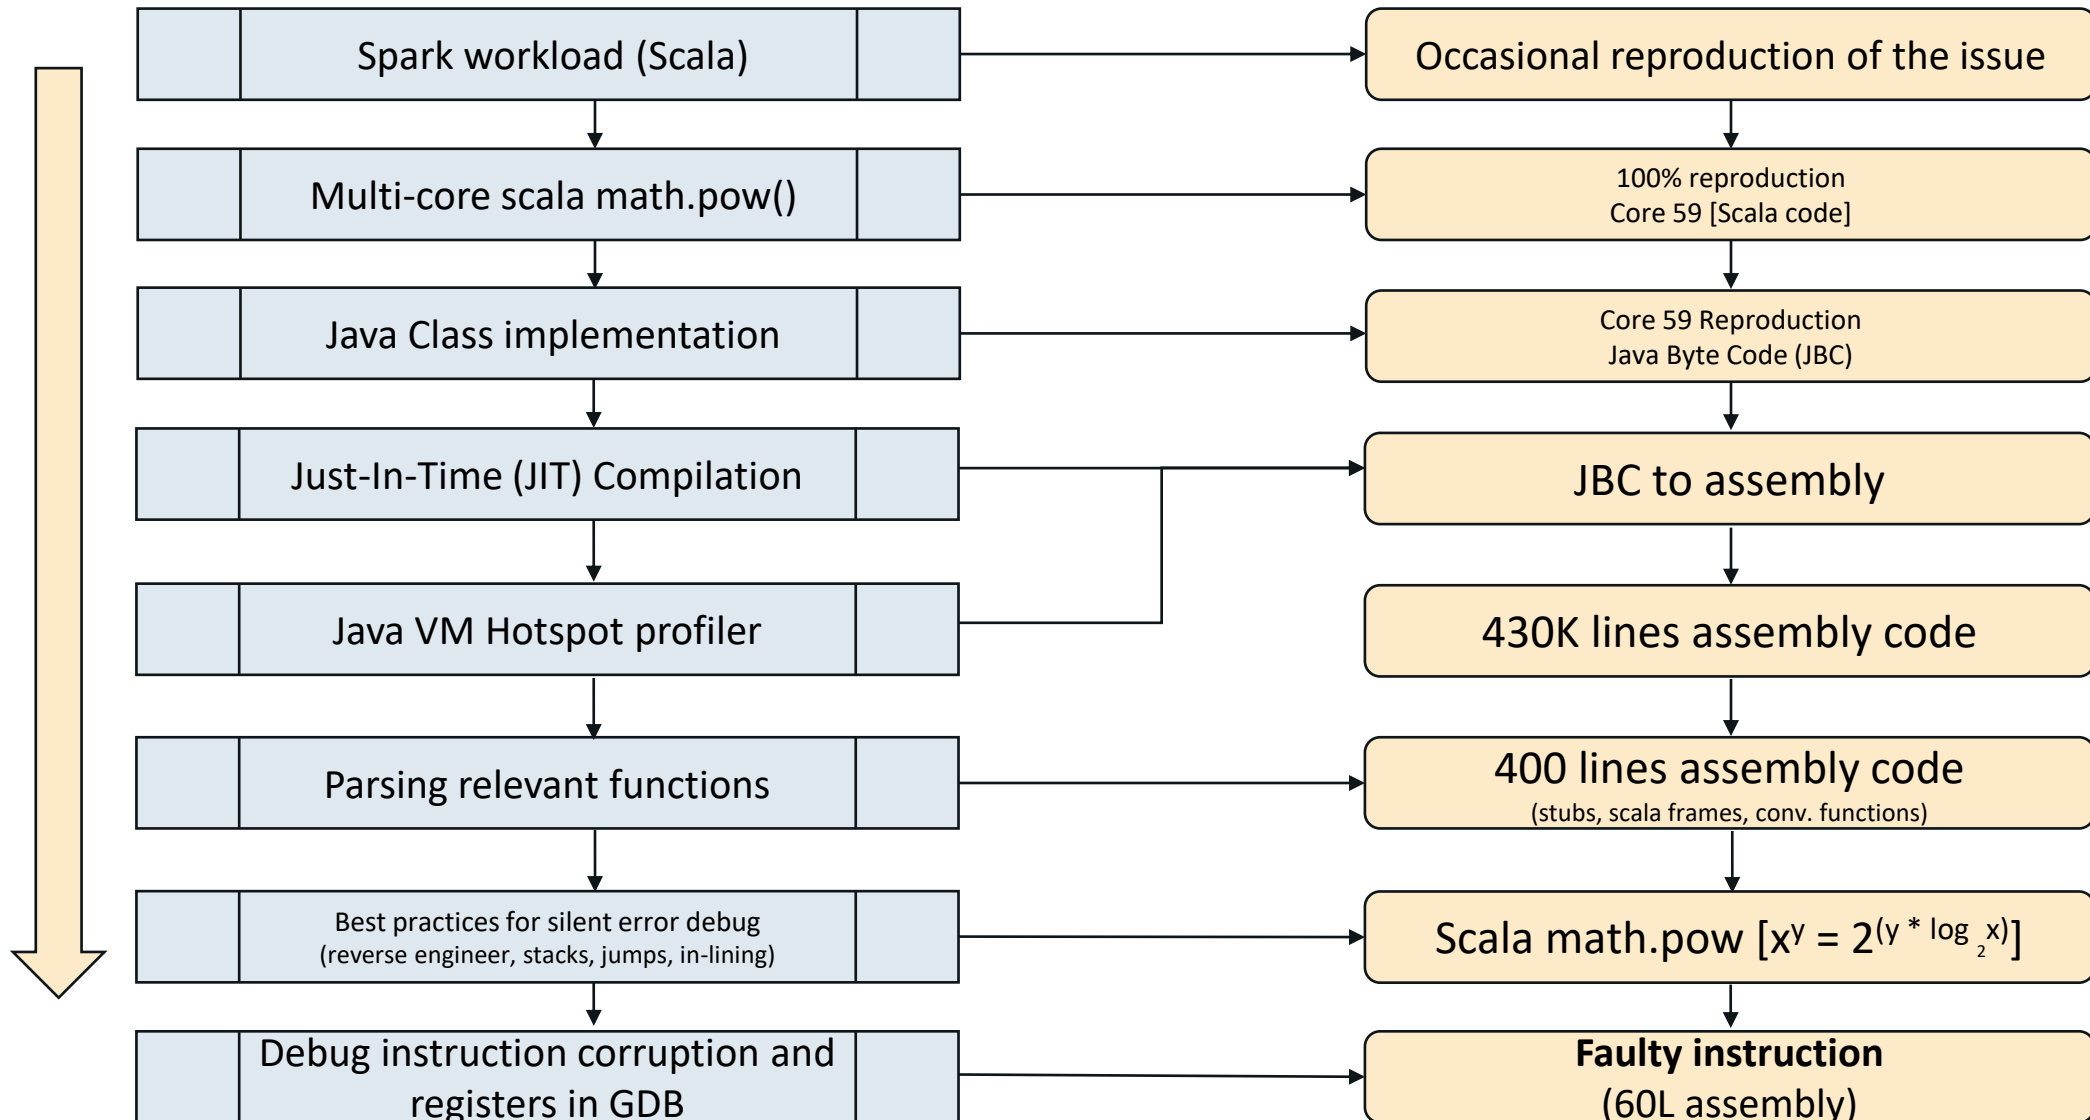 Spark workload (Scala)
Occasional reproduction of the issue
Multi-core scala math.pow()
100% reproduction
Core 59 [Scala code]
Java Class implementation
Core 59 Reproduction
Java Byte Code (JBC)
Just-In-Time (JIT) Compilation
JBC to assembly
Java VM Hotspot profiler
430K lines assembly code
Parsing relevant functions
400 lines assembly code
(stubs, scala frames, conv. functions)
Best practices for silent error debug
(reverse engineer, stacks, jumps, in-lining)
Scala math.pow [x^y = 2^(y * log ₂x)]
Debug instruction corruption and
registers in GDB
Faulty instruction
(60L assembly)